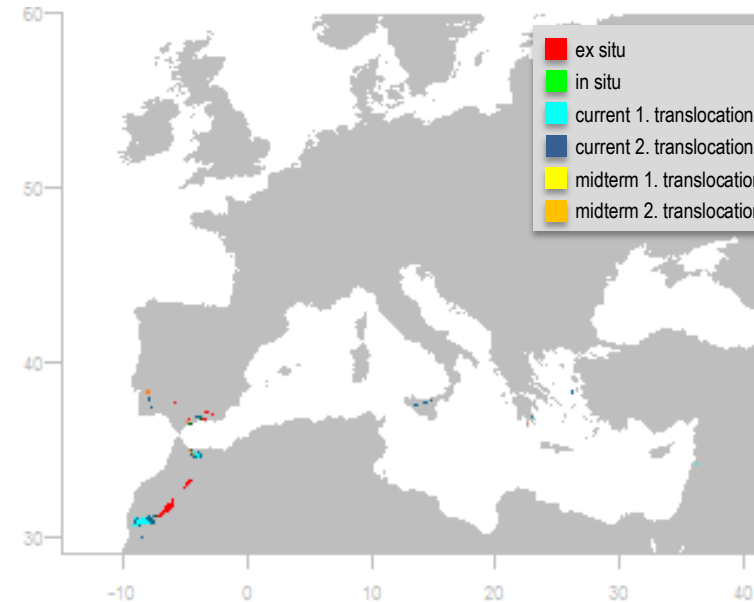 60
ex situ
in situ
current 1. translocation
current 2. translocation
midterm 1. translocation
midterm 2. translocation
50
40
30
-10 0 10 20 30 40